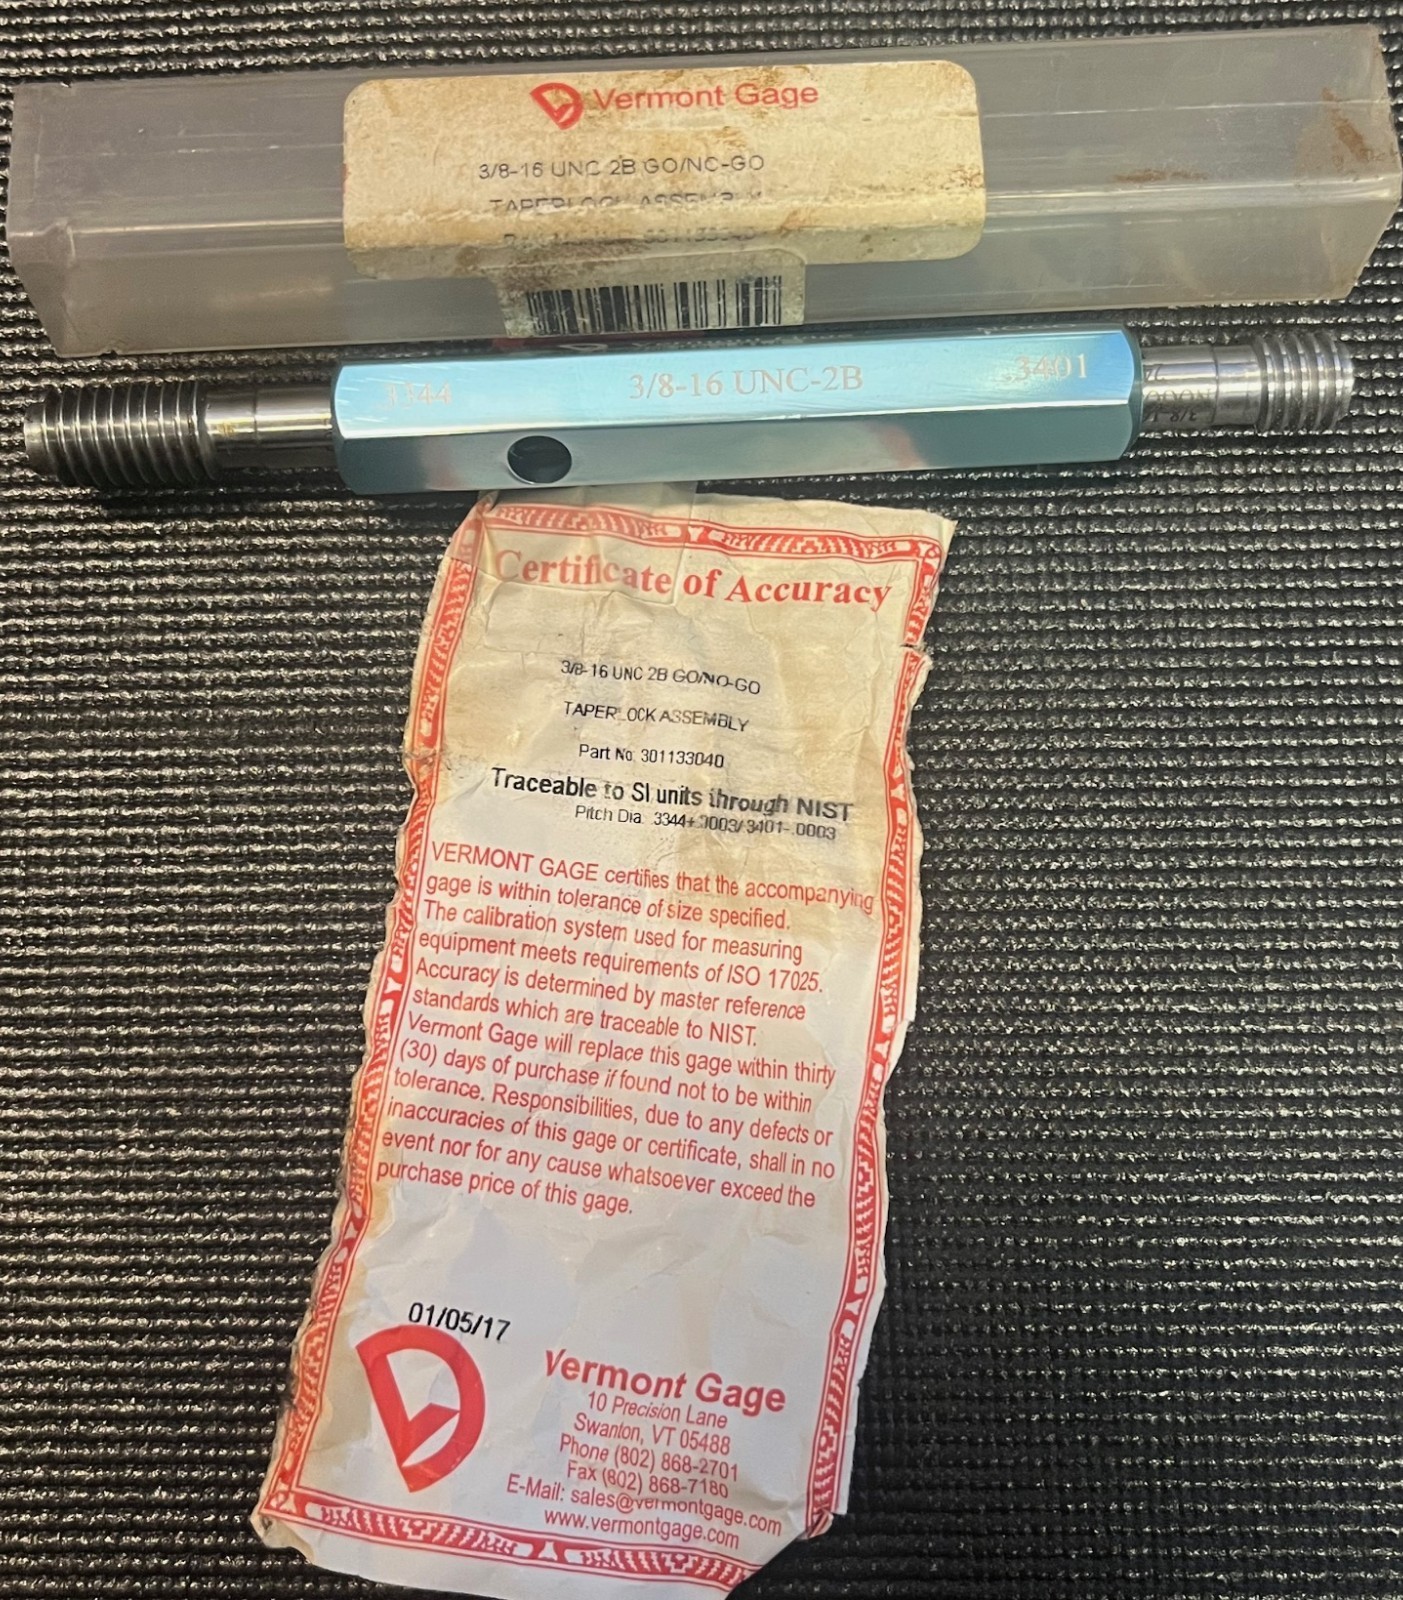 Vermont Gage
3/8-16 UNC 2B GO/NO-GO
TAPERLOCK ASSEMBLY
301133040
3344
3/8-16 UNC-2B
.3401
Certificate of Accuracy
3/8-16 UNC 2B GO/NO-GO
TAPERLOCK ASSEMBLY
Part No. 301133040
Traceable to SI units through NIST
Pitch Dia. .3344+.0003/.3401-.0003
VERMONT GAGE certifies that the accompanying
gage is within tolerance of size specified.
The calibration system used for measuring
equipment meets requirements of ISO 17025.
Accuracy is determined by master reference
standards which are traceable to NIST.
Vermont Gage will replace this gage within thirty
(30) days of purchase if found not to be within
tolerance. Responsibilities, due to any defects or
inaccuracies of this gage or certificate, shall in no
event nor for any cause whatsoever exceed the
purchase price of this gage.
01/05/17
Vermont Gage
10 Precision Lane
Swanton, VT 05488
Phone (802) 868-2701
Fax (802) 868-7180
E-Mail: sales@vermontgage.com
www.vermontgage.com